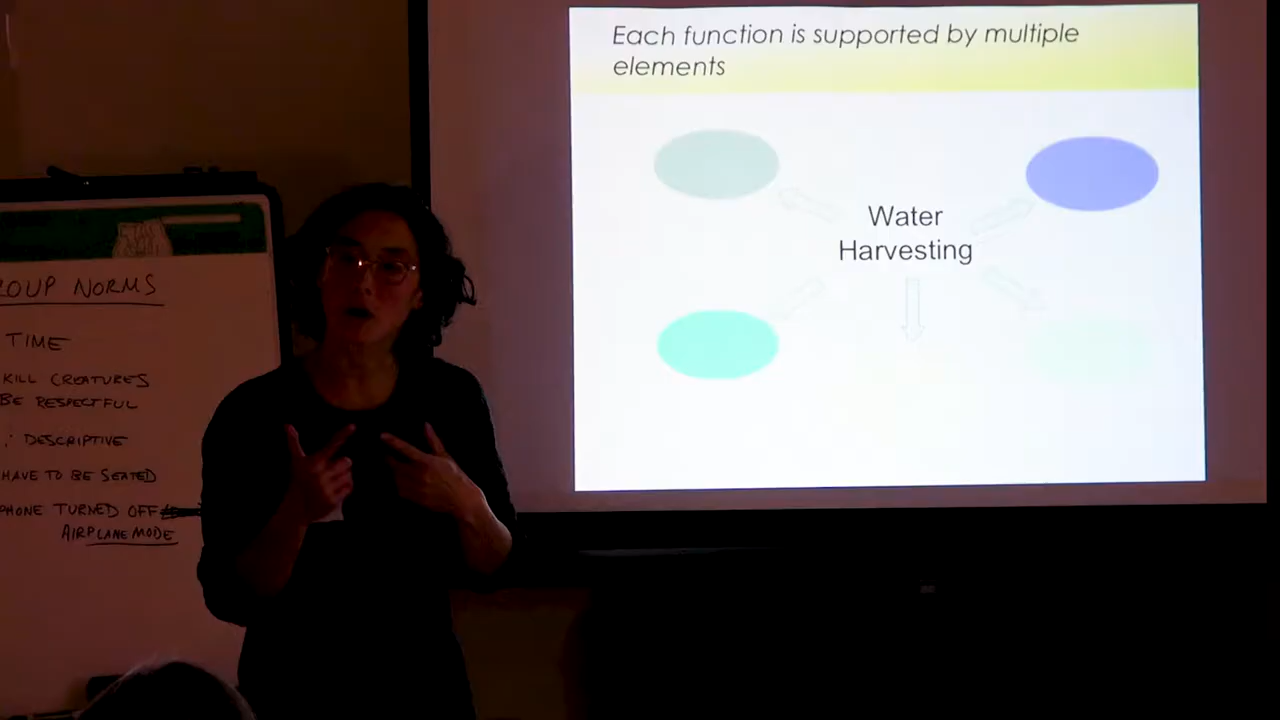 Each function is supported by multiple
elements
Water
Harvesting
OUP NORMS
TIME
KILL CREATURES
BE RESPECTFUL
: DESCRIPTIVE
HAVE TO BE SEATED
PHONE TURNED OFF
AIRPLANE MODE